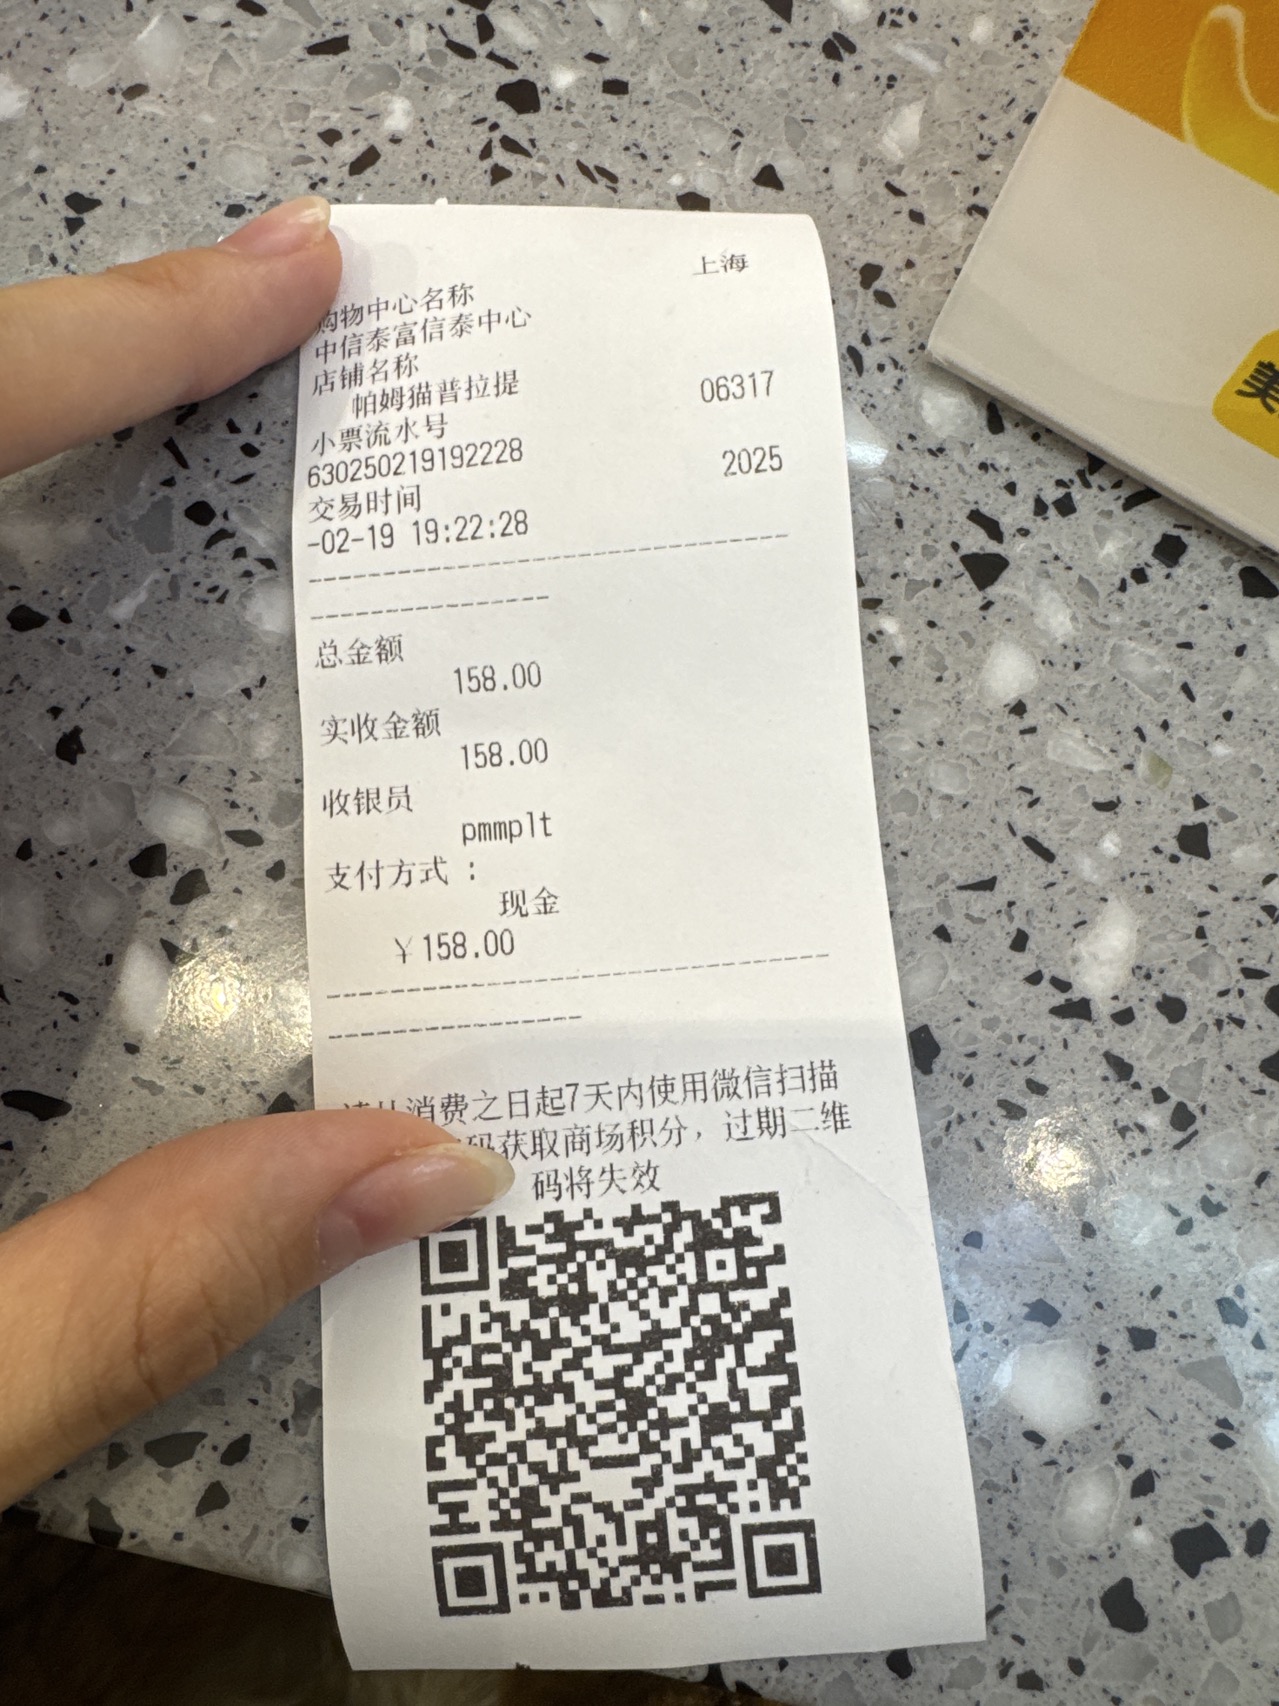 上海
购物中心名称
中信泰富信泰中心
店铺名称
帕姆猫普拉提 06317
小票流水号
630250219192228 2025
交易时间
-02-19 19:22:28
总金额
158.00
实收金额
158.00
收银员
pmmplt
支付方式 :
现金
¥158.00
消费之日起7天内使用微信扫描
码获取商场积分，过期二维
码将失效
美